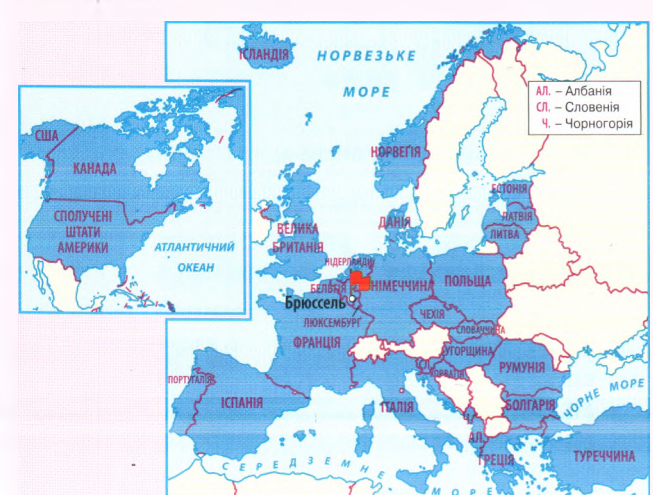 ІСЛАНДІЯ
НОРВЕЗЬКЕ
МОРЕ
АЛ. – Албанія
СЛ. – Словенія
Ч. – Чорногорія
США
КАНАДА
СПОЛУЧЕНІ
ШТАТИ
АМЕРИКИ
АТЛАНТИЧНИЙ
ОКЕАН
НОРВЕГІЯ
ЕСТОНІЯ
ЛАТВІЯ
ЛИТВА
ДАНІЯ
ВЕЛИКА
БРИТАНІЯ
НІДЕРЛАНДИ
БЕЛЬГІЯ
НІМЕЧЧИНА
ПОЛЬЩА
Брюссель
ЛЮКСЕМБУРГ
ЧЕХІЯ
СЛОВАЧЧИНА
ФРАНЦІЯ
УГОРЩИНА
СЛ.
ХОРВАТІЯ
РУМУНІЯ
ПОРТУГАЛІЯ
ІСПАНІЯ
ІТАЛІЯ
БОЛГАРІЯ
ЧОРНЕ МОРЕ
Ч.
АЛ.
ГРЕЦІЯ
ТУРЕЧЧИНА
СЕРЕДЗЕМНЕ
МОРЕ